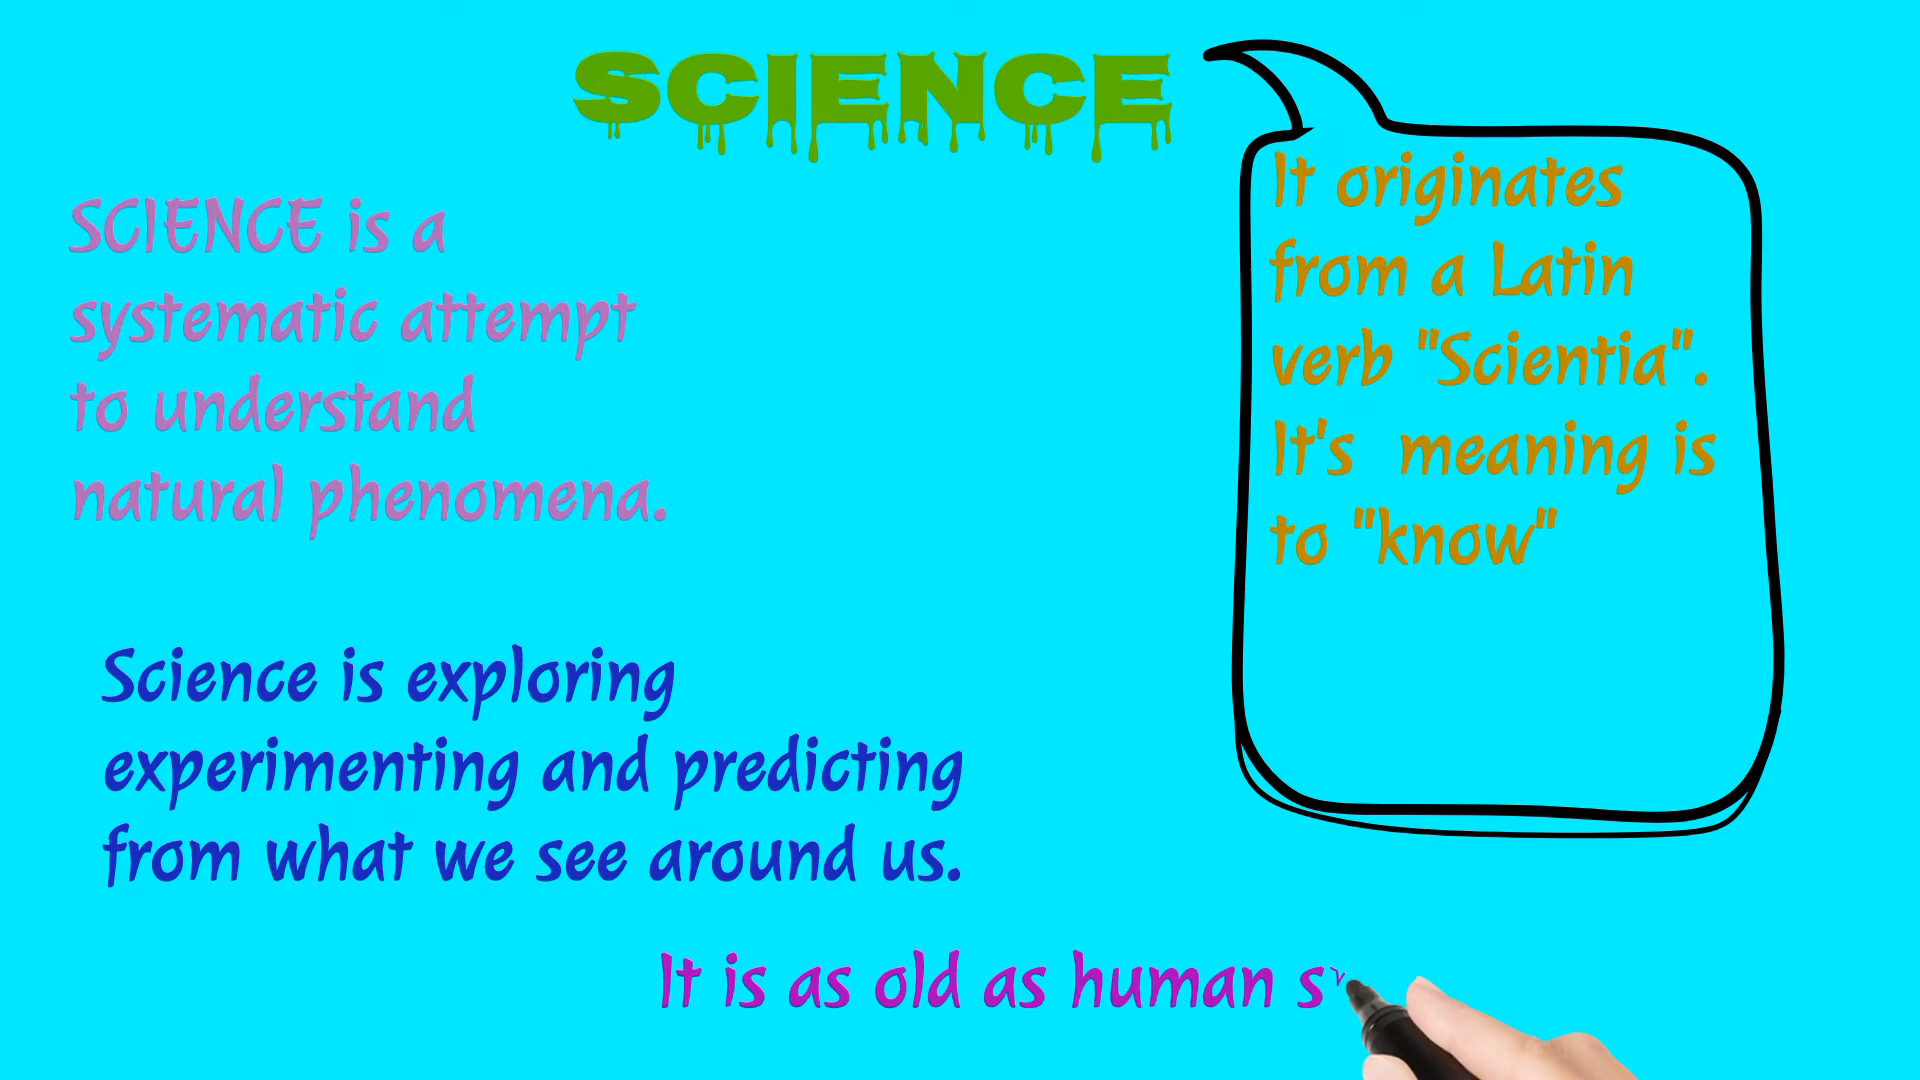 SCIENCE
SCIENCE is a
systematic attempt
to understand
natural phenomena.
It originates
from a Latin
verb "Scientia".
It's  meaning is
to "know"
Science is exploring
experimenting and predicting
from what we see around us.
It is as old as human